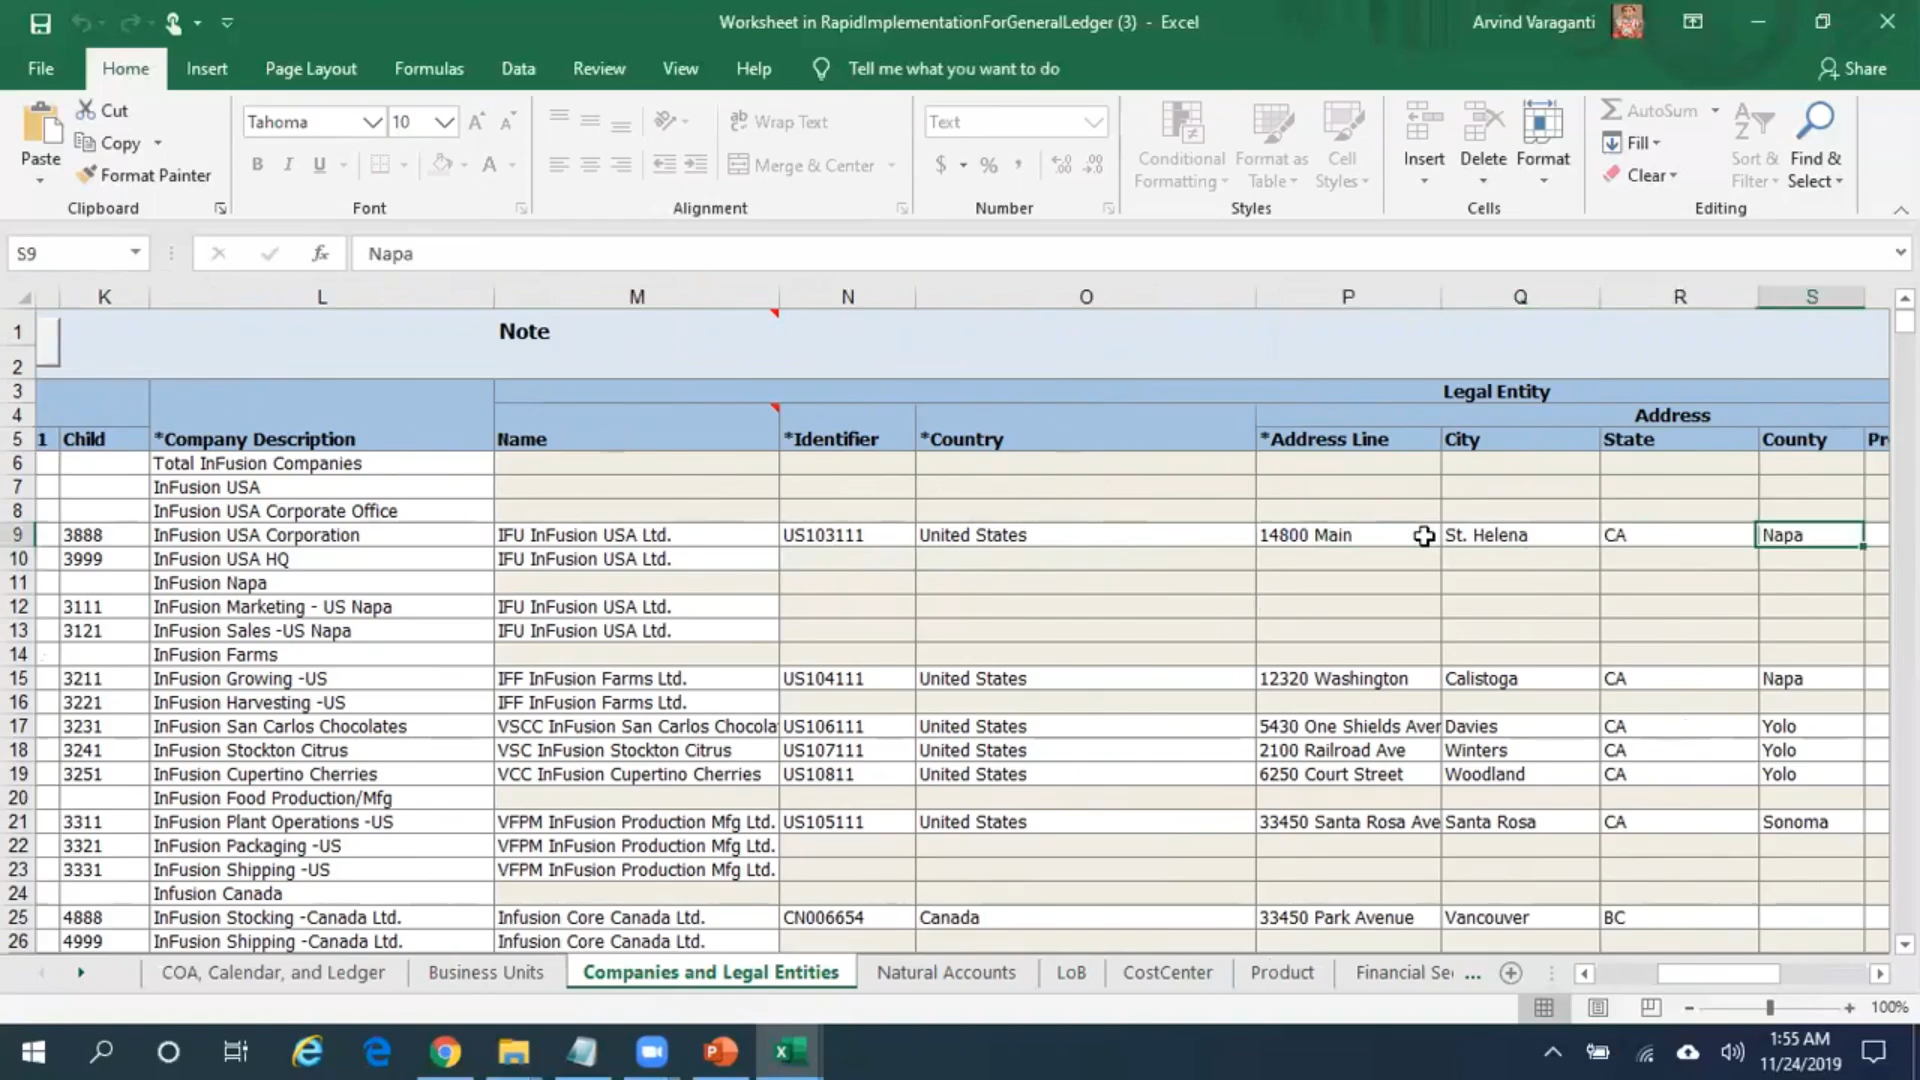 Worksheet in RapidImplementationForGeneralLedger (3) - Excel
Arvind Varaganti
File Home Insert Page Layout Formulas Data Review View Help Tell me what you want to do Share
Paste Cut Copy Format Painter Clipboard
Tahoma 10 B I U A Font
ab Wrap Text Merge & Center Alignment
Text $ % , Number
Conditional Formatting Format as Table Cell Styles Styles
Insert Delete Format Cells
AutoSum Fill Clear Sort & Filter Find & Select Editing
S9 fx Napa
K L M N O P Q R S
1 Note
2
3 Legal Entity
4 Address
5 1 Child *Company Description Name *Identifier *Country *Address Line City State County Pr
6 Total InFusion Companies
7 InFusion USA
8 InFusion USA Corporate Office
9 3888 InFusion USA Corporation IFU InFusion USA Ltd. US103111 United States 14800 Main St. Helena CA Napa
10 3999 InFusion USA HQ IFU InFusion USA Ltd.
11 InFusion Napa
12 3111 InFusion Marketing - US Napa IFU InFusion USA Ltd.
13 3121 InFusion Sales -US Napa IFU InFusion USA Ltd.
14 InFusion Farms
15 3211 InFusion Growing -US IFF InFusion Farms Ltd. US104111 United States 12320 Washington Calistoga CA Napa
16 3221 InFusion Harvesting -US IFF InFusion Farms Ltd.
17 3231 InFusion San Carlos Chocolates VSCC InFusion San Carlos Chocola US106111 United States 5430 One Shields Aver Davies CA Yolo
18 3241 InFusion Stockton Citrus VSC InFusion Stockton Citrus US107111 United States 2100 Railroad Ave Winters CA Yolo
19 3251 InFusion Cupertino Cherries VCC InFusion Cupertino Cherries US10811 United States 6250 Court Street Woodland CA Yolo
20 InFusion Food Production/Mfg
21 3311 InFusion Plant Operations -US VFPM InFusion Production Mfg Ltd. US105111 United States 33450 Santa Rosa Ave Santa Rosa CA Sonoma
22 3321 InFusion Packaging -US VFPM InFusion Production Mfg Ltd.
23 3331 InFusion Shipping -US VFPM InFusion Production Mfg Ltd.
24 Infusion Canada
25 4888 InFusion Stocking -Canada Ltd. Infusion Core Canada Ltd. CN006654 Canada 33450 Park Avenue Vancouver BC
26 4999 InFusion Shipping -Canada Ltd. Infusion Core Canada Ltd.
COA, Calendar, and Ledger Business Units Companies and Legal Entities Natural Accounts LoB CostCenter Product Financial Se ...
100%
1:55 AM
11/24/2019